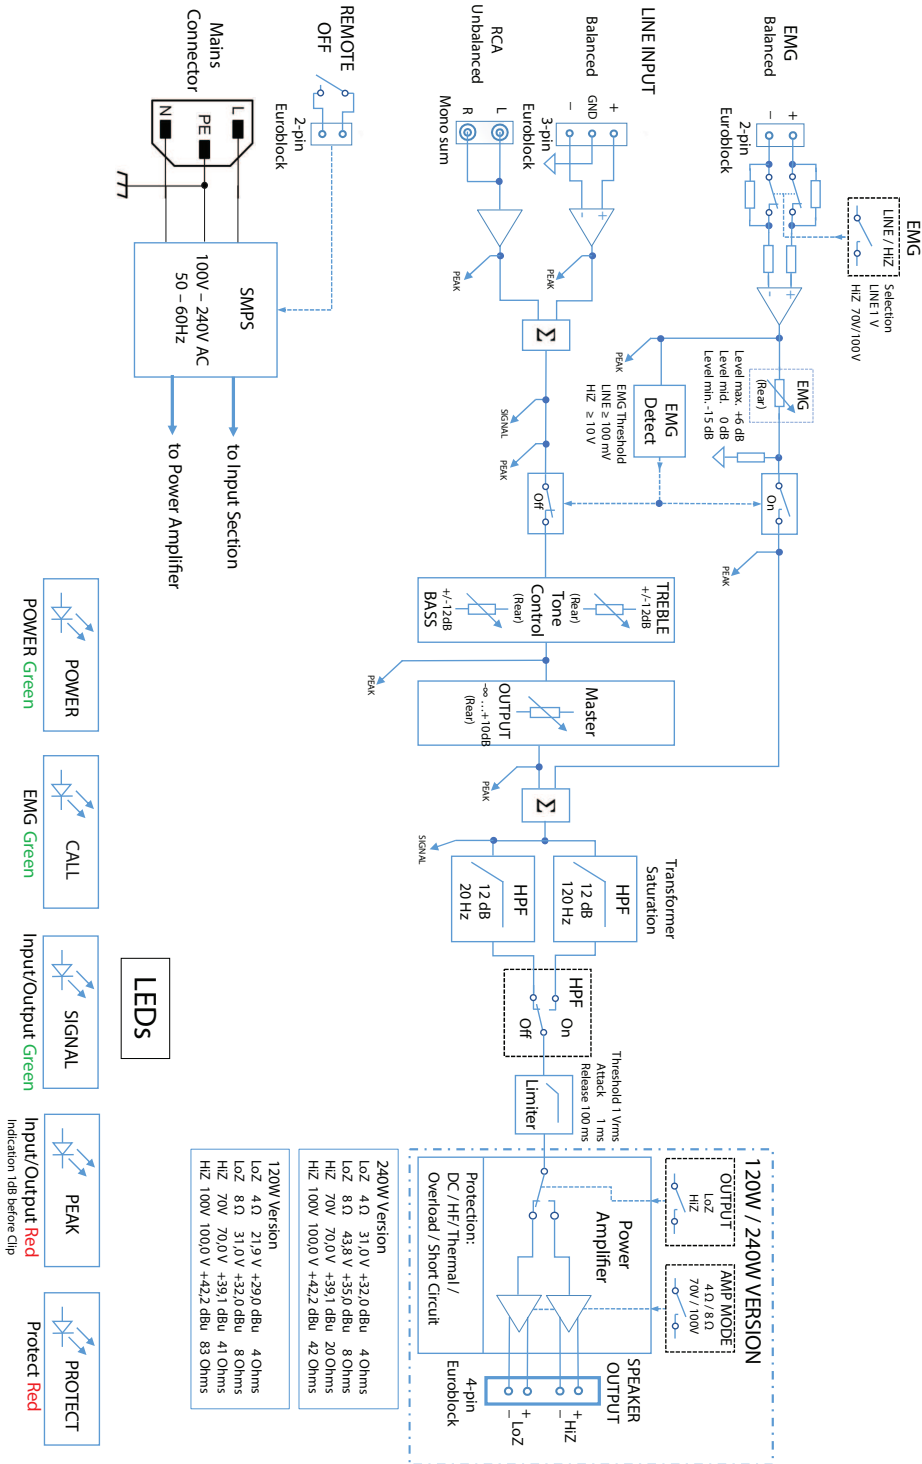 EMG
Balanced
+
–
2-pin
Euroblock
EMG
LINE / HiZ
Selection
LINE 1 V
HiZ 70V/100V
+
-
PEAK
EMG
(Rear)
Level max. +6 dB
Level mid. 0 dB
Level min. -15 dB
EMG
Detect
EMG Threshold
LINE ≥ 100 mV
HiZ ≥ 10 V
On
PEAK
LINE INPUT
Balanced
+
GND
–
3-pin
Euroblock
+
-
PEAK
RCA
Unbalanced
L
R
Mono sum
PEAK
Σ
SIGNAL
PEAK
Off
TREBLE
+/-12dB
(Rear)
Tone
Control
(Rear)
+/-12dB
BASS
PEAK
Master
OUTPUT
-∞ …+10dB
(Rear)
PEAK
Σ
SIGNAL
Transformer
Saturation
HPF
12 dB
120 Hz
HPF
12 dB
20 Hz
HPF
On
Off
Threshold 1 Vrms
Attack 1 ms
Release 100 ms
Limiter
120W / 240W VERSION
OUTPUT
LoZ
HiZ
AMP MODE
4 Ω / 8 Ω
70V / 100V
Power
Amplifier
Protection:
DC / HF/ Thermal /
Overload / Short Circuit
SPEAKER
OUTPUT
+
–
HiZ
+
–
LoZ
4-pin
Euroblock
240W Version
LoZ 4 Ω 31,0 V +32,0 dBu 4 Ohms
LoZ 8 Ω 43,8 V +35,0 dBu 8 Ohms
HiZ 70V 70,0 V +39,1 dBu 20 Ohms
HiZ 100V 100,0 V +42,2 dBu 42 Ohms
120W Version
LoZ 4 Ω 21,9 V +29,0 dBu 4 Ohms
LoZ 8 Ω 31,0 V +32,0 dBu 8 Ohms
HiZ 70V 70,0 V +39,1 dBu 41 Ohms
HiZ 100V 100,0 V +42,2 dBu 83 Ohms
REMOTE
OFF
2-pin
Euroblock
Mains
Connector
L
PE
N
SMPS
100V – 240V AC
50 – 60Hz
to Input Section
to Power Amplifier
LEDs
POWER
POWER Green
CALL
EMG Green
SIGNAL
Input/Output Green
PEAK
Input/Output Red
Indication 1dB before Clip
PROTECT
Protect Red